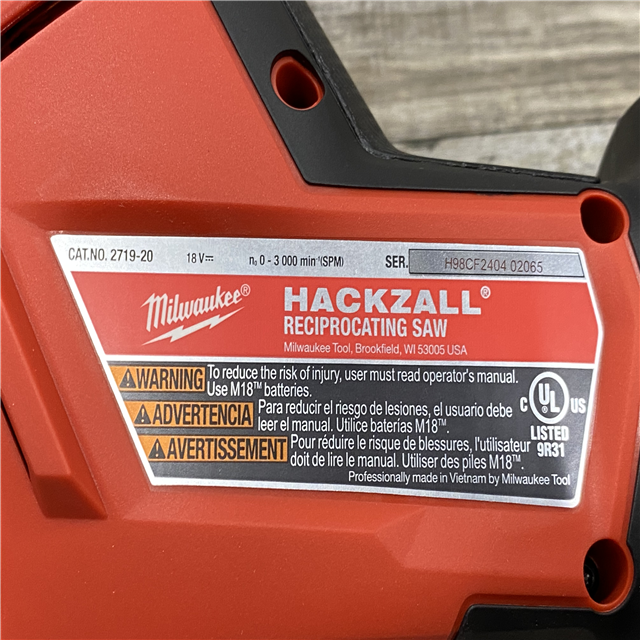 CAT.NO. 2719-20 18 V⎓ n₀ 0 - 3 000 min⁻¹(SPM) SER. H98CF2404 02065
Milwaukee® HACKZALL®
RECIPROCATING SAW
Milwaukee Tool, Brookfield, WI 53005 USA
WARNING To reduce the risk of injury, user must read operator's manual.
Use M18™ batteries.
ADVERTENCIA Para reducir el riesgo de lesiones, el usuario debe
leer el manual. Utilice baterías M18™.
AVERTISSEMENT Pour réduire le risque de blessures, l'utilisateur
doit de lire le manual. Utiliser des piles M18™.
Professionally made in Vietnam by Milwaukee Tool
C UL® US
LISTED
9R31